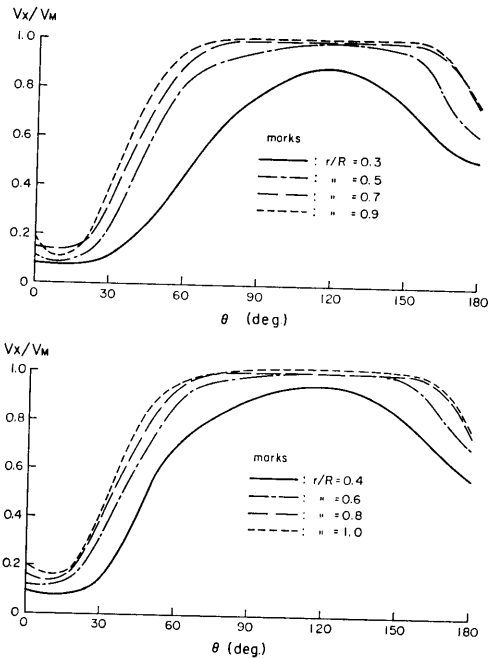 Vx/VM
1.0
0.8
0.6
0.4
0.2
0
marks
: r/R = 0.3
: " = 0.5
: " = 0.7
: " = 0.9
0 30 60 90 120 150 180
θ (deg.)
Vx/VM
1.0
0.8
0.6
0.4
0.2
0
marks
: r/R = 0.4
: " = 0.6
: " = 0.8
: " = 1.0
0 30 60 90 120 150 180
θ (deg.)